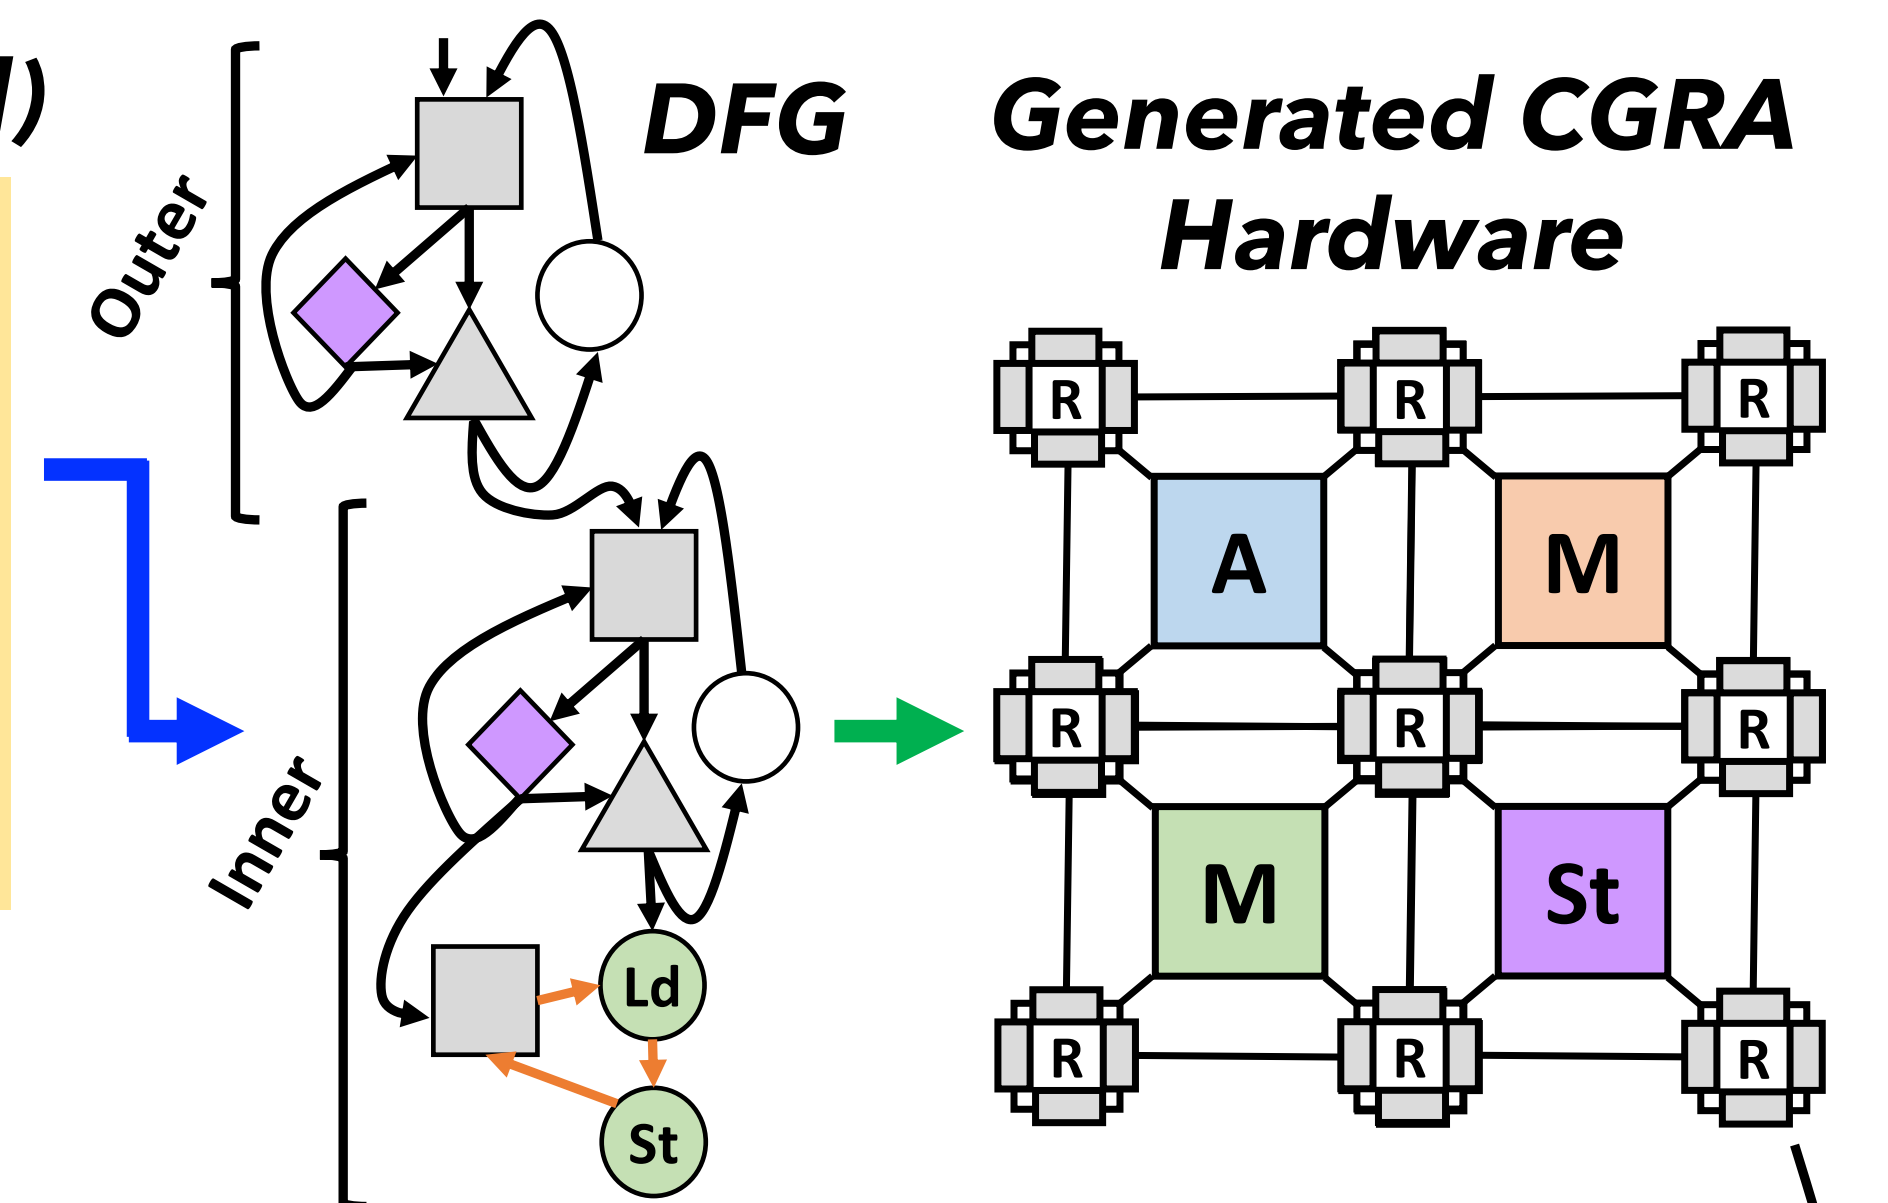 )
Outer
DFG
Generated CGRA
Hardware
Inner
Ld
St
R R R
A M
R R R
M St
R R R